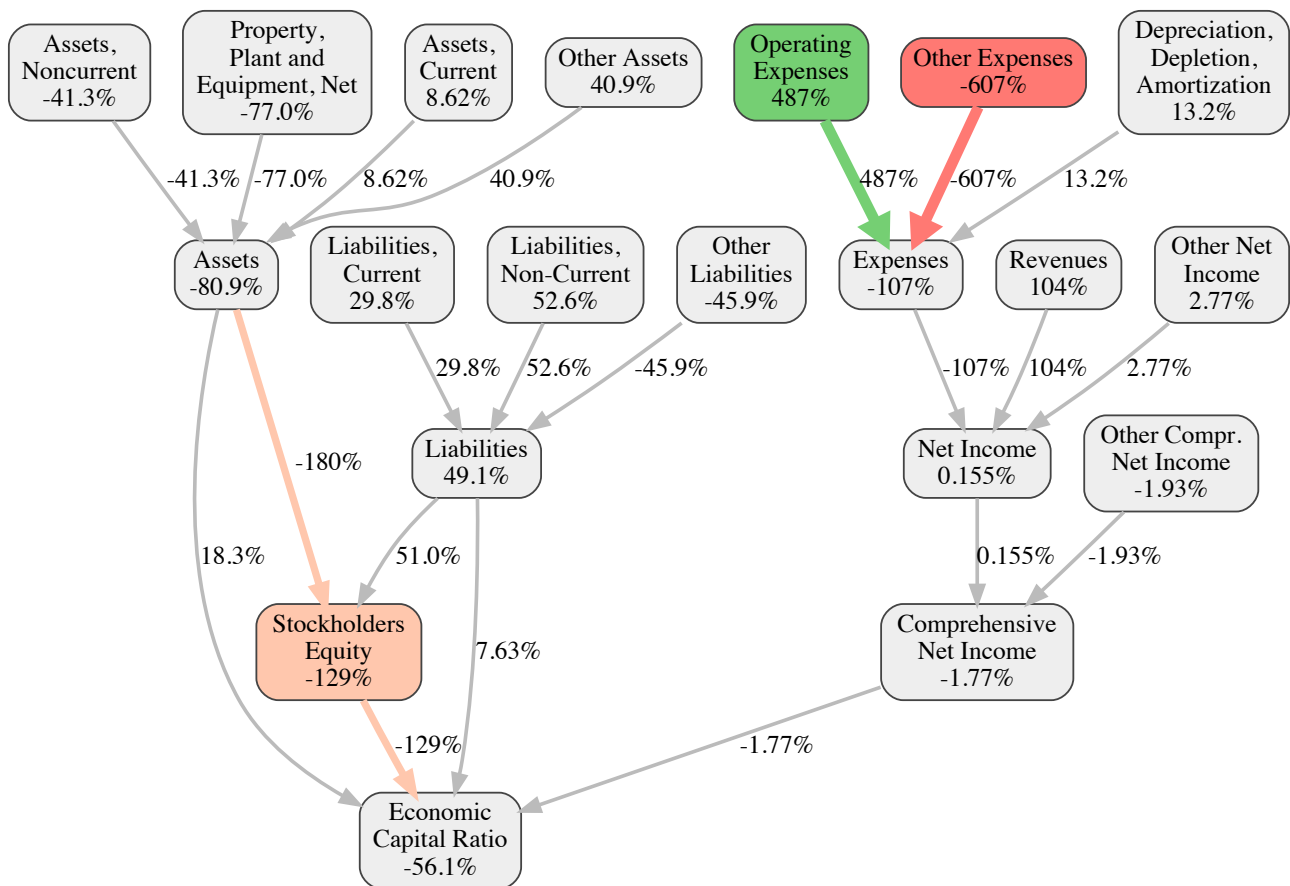 Assets,
Noncurrent
-41.3%
Property,
Plant and
Equipment, Net
-77.0%
Assets,
Current
8.62%
Other Assets
40.9%
Operating
Expenses
487%
Other Expenses
-607%
Depreciation,
Depletion,
Amortization
13.2%
-41.3%
-77.0%
8.62%
40.9%
487%
-607%
13.2%
Assets
-80.9%
Liabilities,
Current
29.8%
Liabilities,
Non-Current
52.6%
Other
Liabilities
-45.9%
Expenses
-107%
Revenues
104%
Other Net
Income
2.77%
29.8%
52.6%
-45.9%
-107%
104%
2.77%
-180%
Liabilities
49.1%
Net Income
0.155%
Other Compr.
Net Income
-1.93%
18.3%
51.0%
0.155%
-1.93%
Stockholders
Equity
-129%
7.63%
Comprehensive
Net Income
-1.77%
-129%
-1.77%
Economic
Capital Ratio
-56.1%